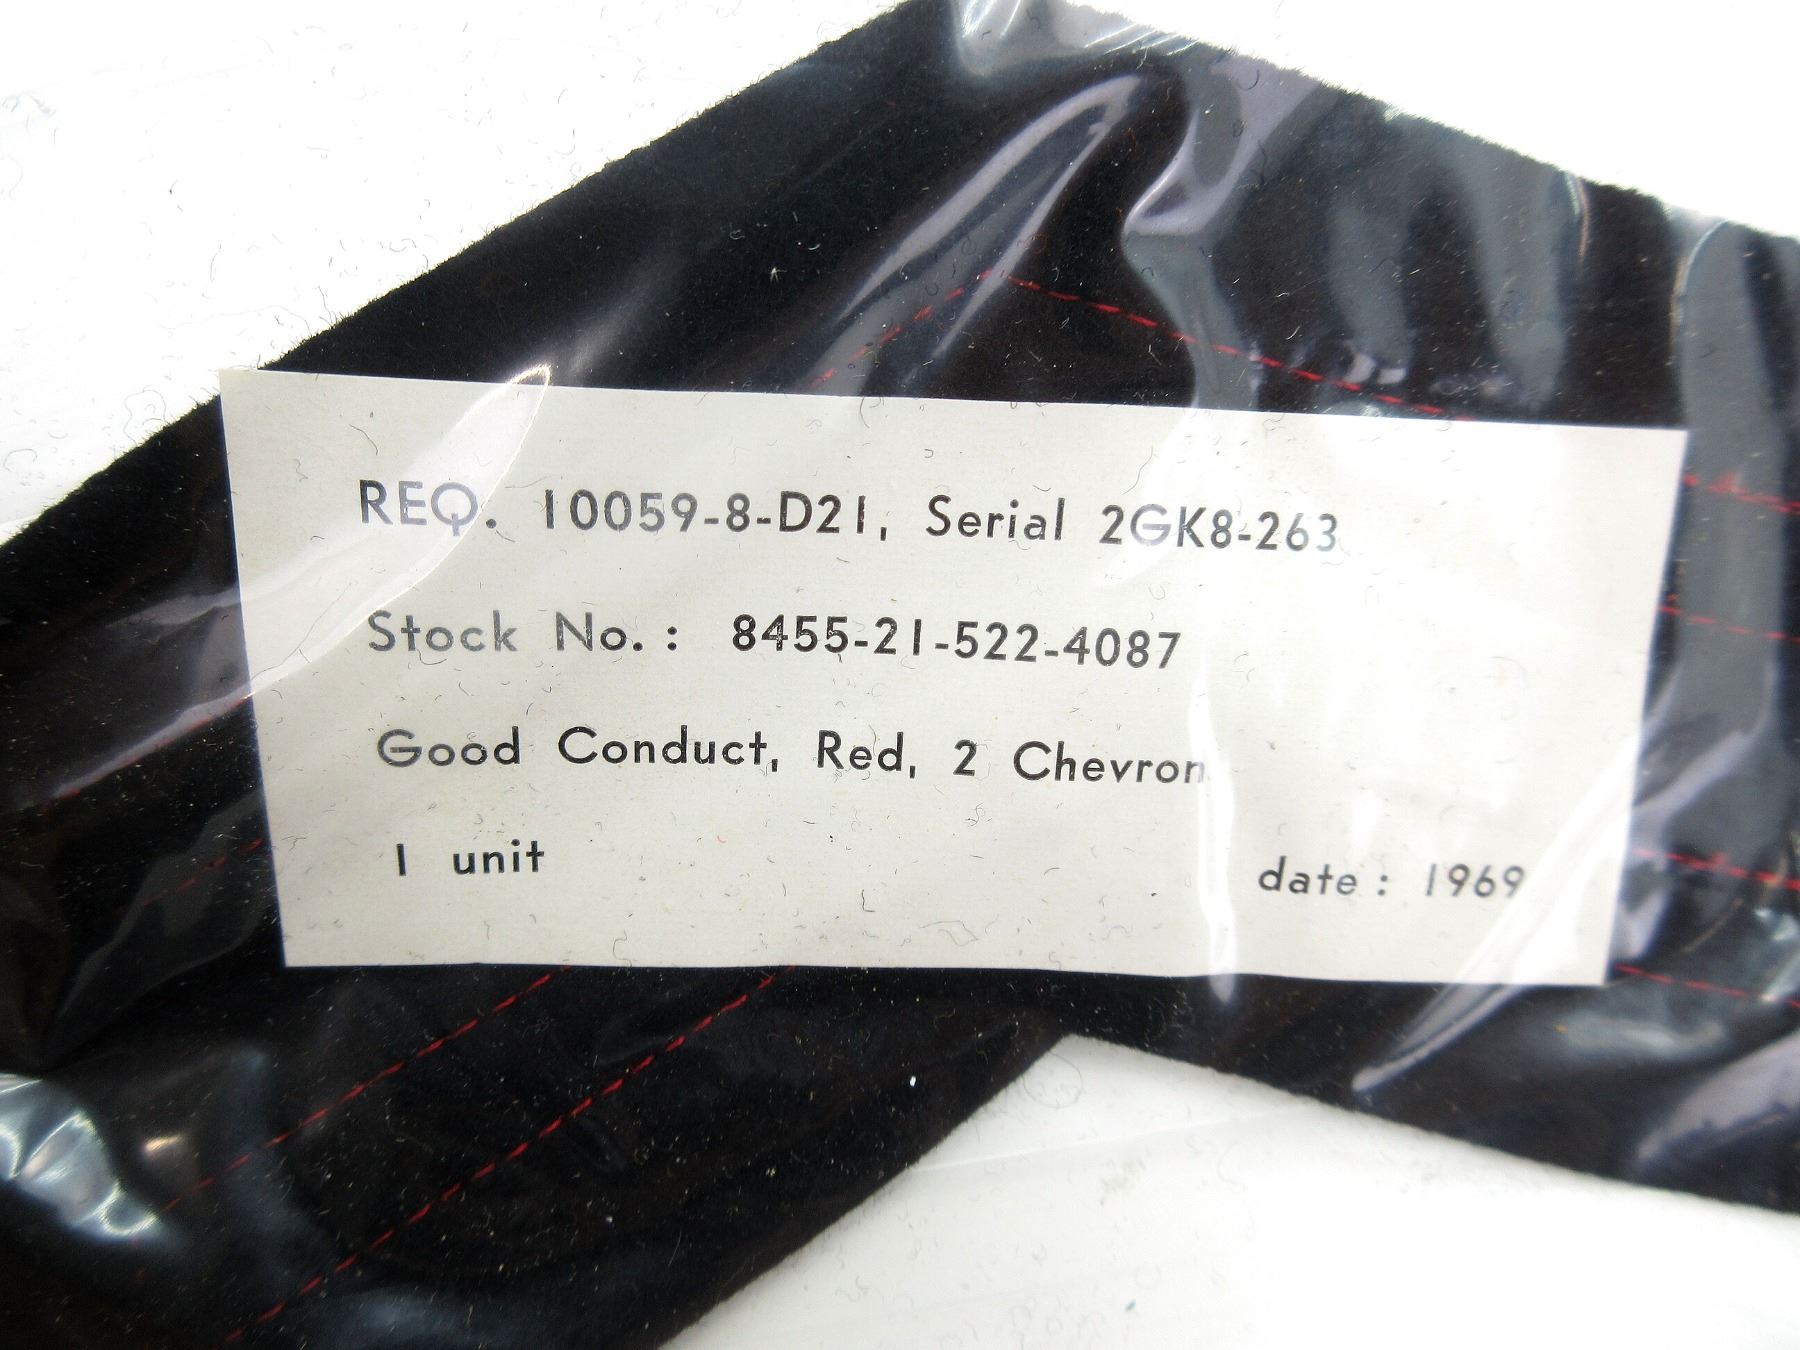 REQ. 10059-8-D21, Serial 2GK8-263
Stock No. : 8455-21-522-4087
Good Conduct, Red, 2 Chevron
1 unit
date : 1969